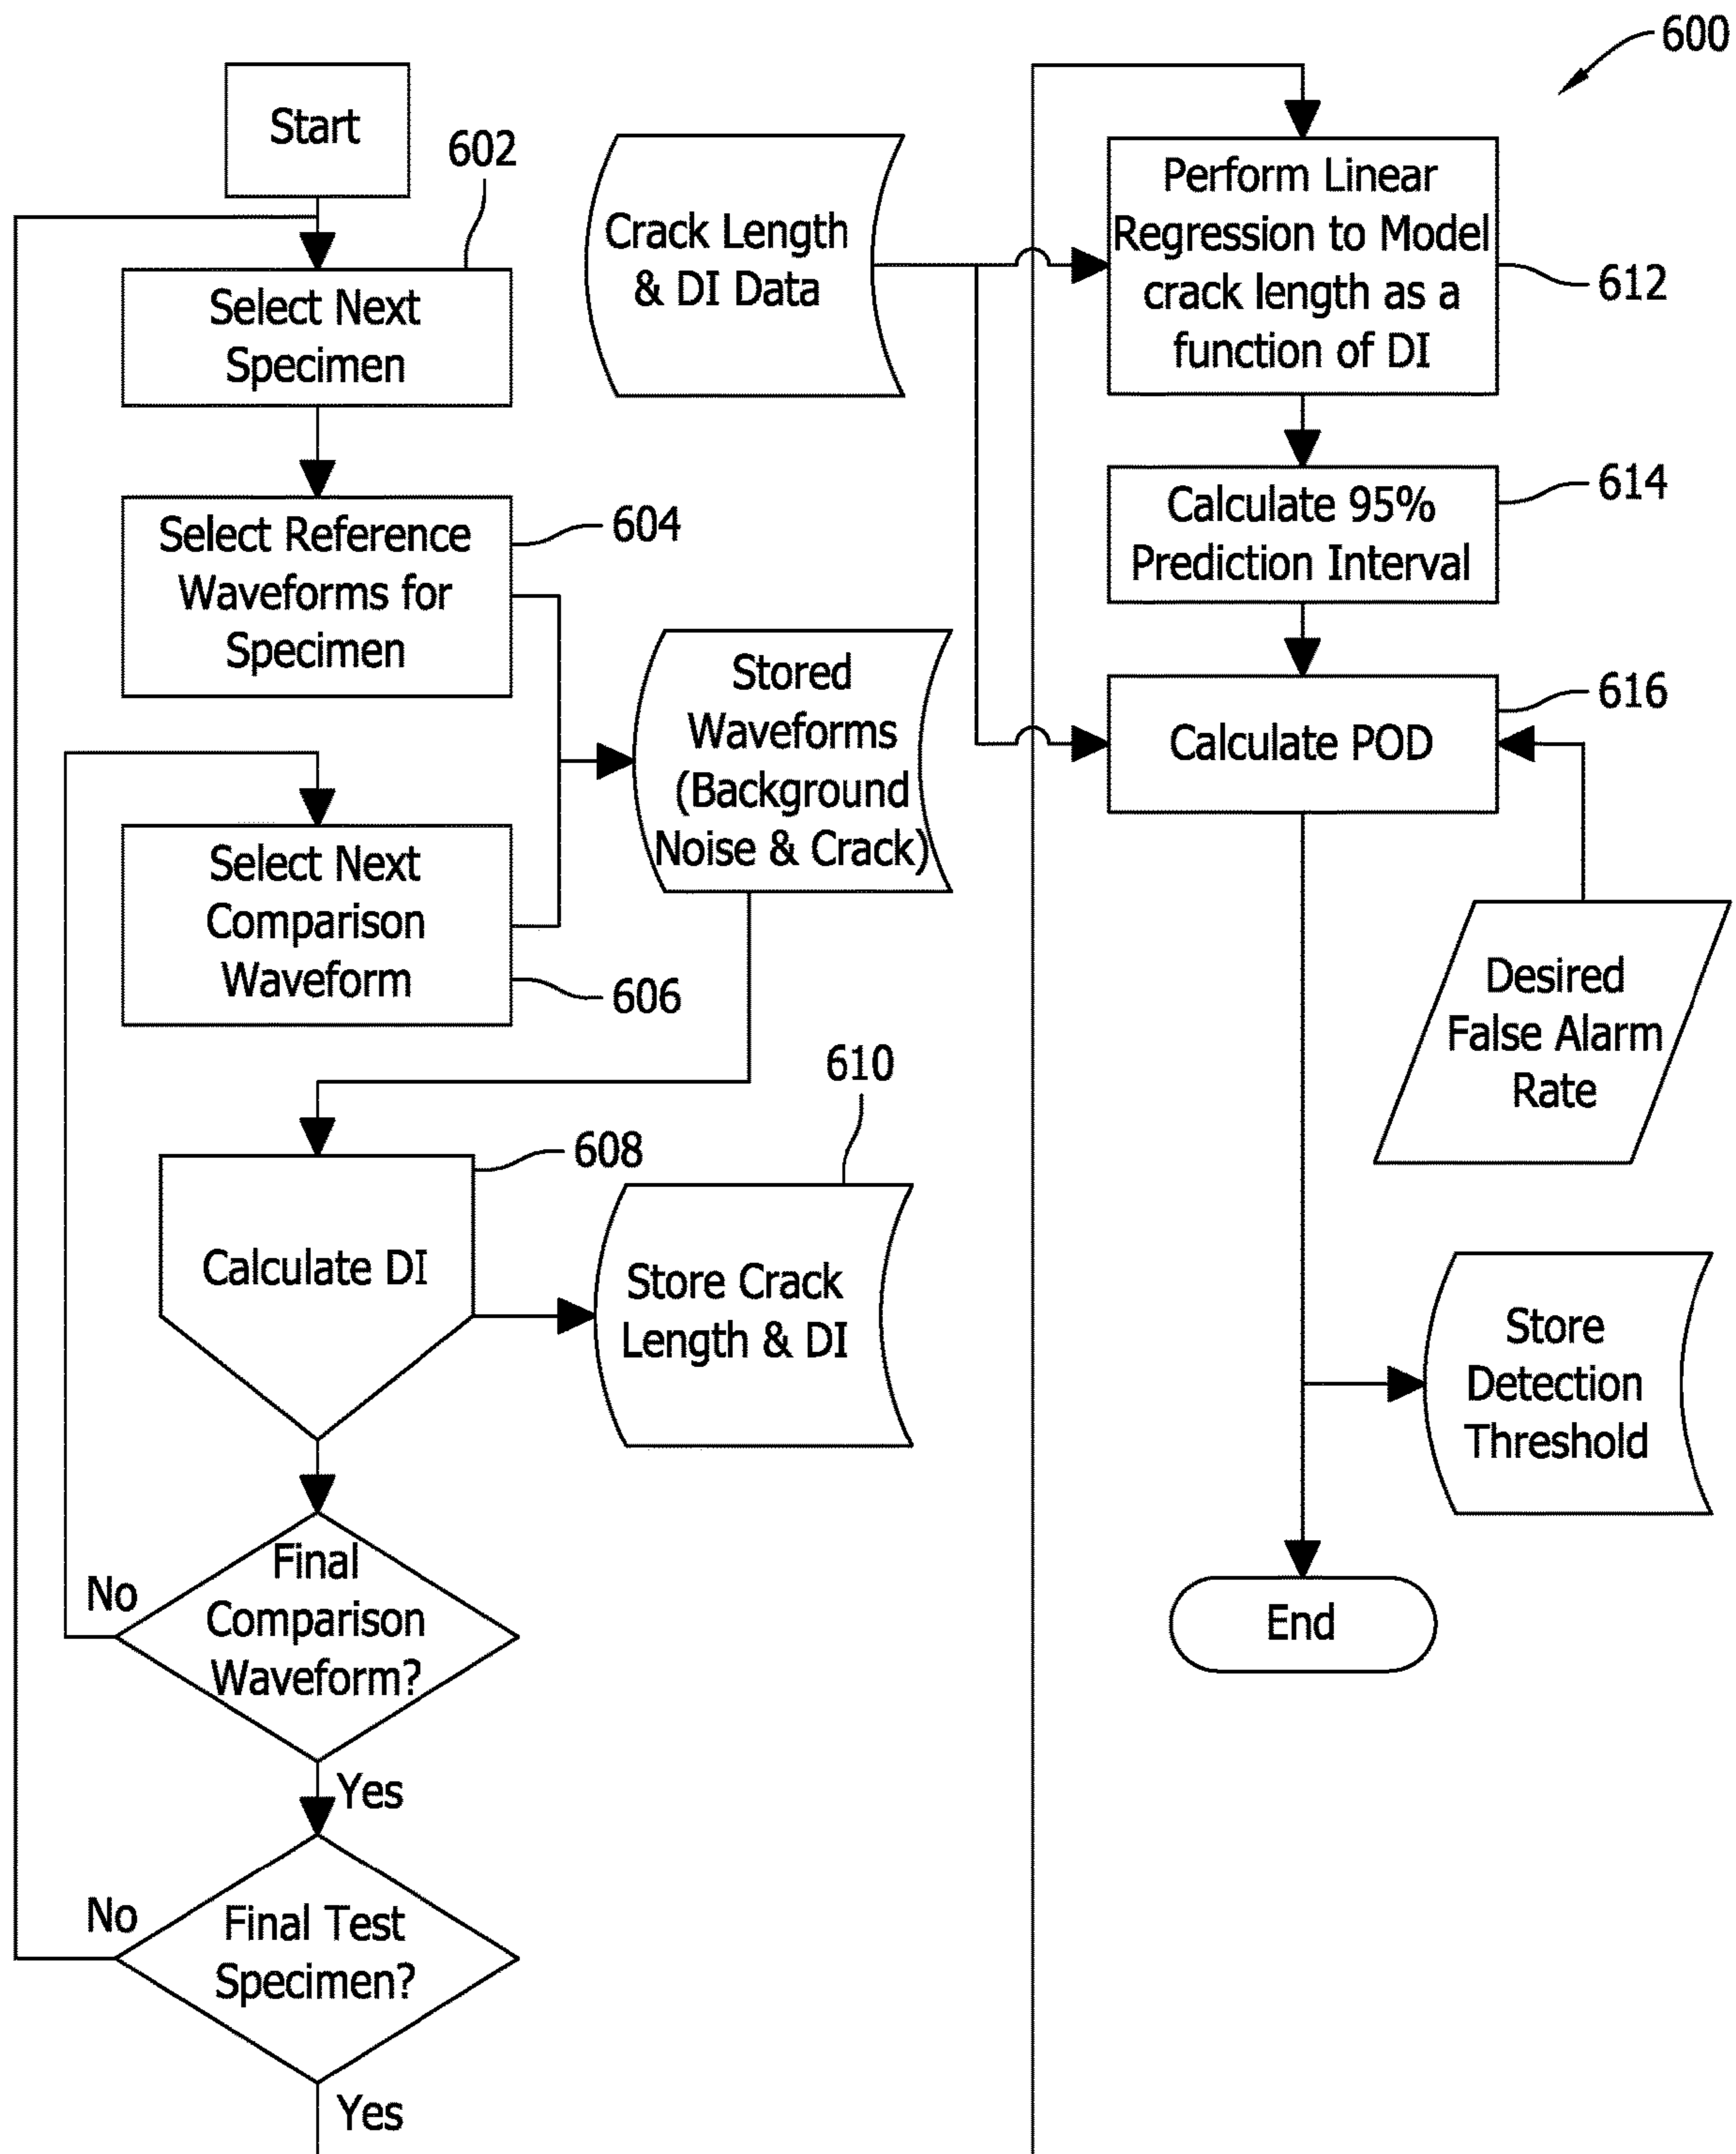 600
Start
602
Select Next
Specimen
Select Reference
Waveforms for
Specimen
604
Select Next
Comparison
Waveform
606
Crack Length
& DI Data
Stored
Waveforms
(Background
Noise & Crack)
608
Calculate DI
610
Store Crack
Length & DI
Final
Comparison
Waveform?
No
Yes
Final Test
Specimen?
No
Yes
Perform Linear
Regression to Model
crack length as a
function of DI
612
Calculate 95%
Prediction Interval
614
Calculate POD
616
Desired
False Alarm
Rate
Store
Detection
Threshold
End